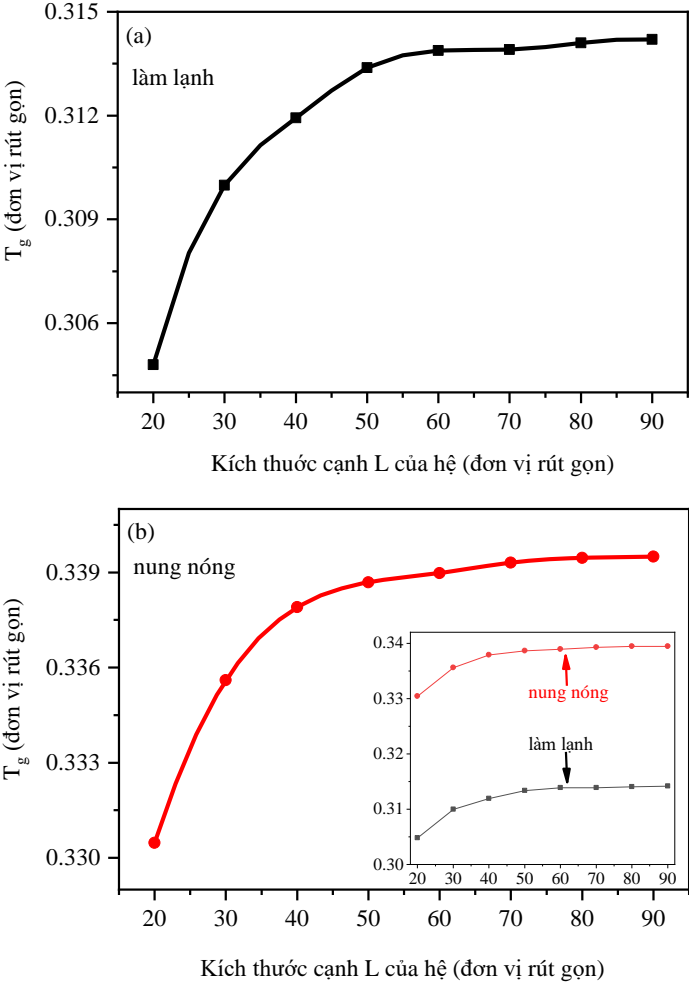 (a)
làm lạnh
T_g (đơn vị rút gọn)
0.315
0.312
0.309
0.306
20 30 40 50 60 70 80 90
Kích thước cạnh L của hệ (đơn vị rút gọn)
(b)
nung nóng
T_g (đơn vị rút gọn)
0.339
0.336
0.333
0.330
0.34
0.33
0.32
0.31
0.30
nung nóng
làm lạnh
20 30 40 50 60 70 80 90
20 30 40 50 60 70 80 90
Kích thước cạnh L của hệ (đơn vị rút gọn)